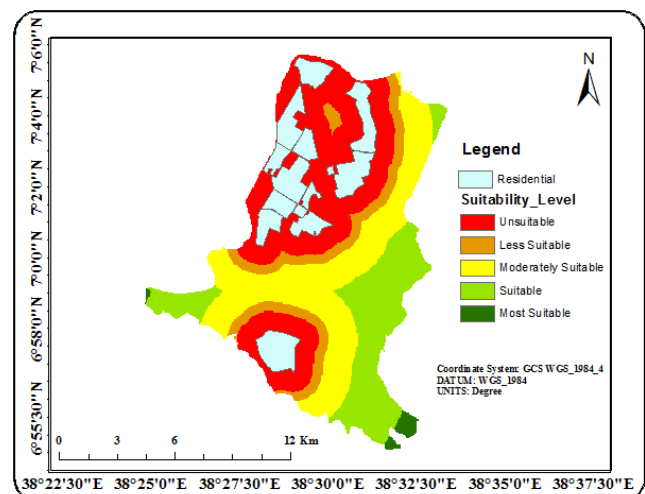 7°6'0"N
7°4'0"N
7°2'0"N
7°0'0"N
6°58'0"N
6°55'30"N
N
Legend
Residential
Suitability_Level
Unsuitable
Less Suitable
Moderately Suitable
Suitable
Most Suitable
Coordinate System: GCS WGS_1984_4
DATUM: WGS_1984
UNITS: Degree
0 3 6 12 Km
38°22'30"E 38°25'0"E 38°27'30"E 38°30'0"E 38°32'30"E 38°35'0"E 38°37'30"E